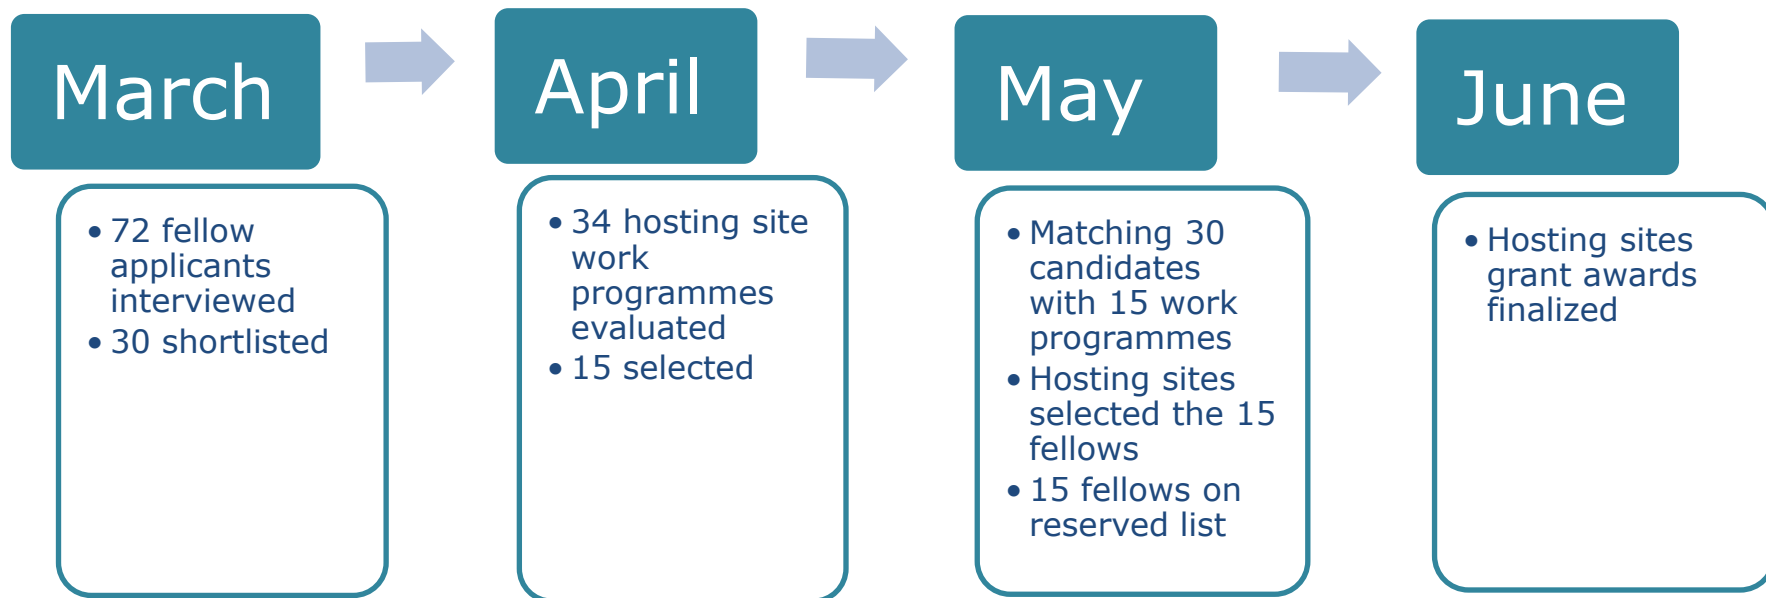 March
• 72 fellow
applicants
interviewed
• 30 shortlisted
April
• 34 hosting site
work
programmes
evaluated
• 15 selected
May
• Matching 30
candidates
with 15 work
programmes
• Hosting sites
selected the 15
fellows
• 15 fellows on
reserved list
June
• Hosting sites
grant awards
finalized